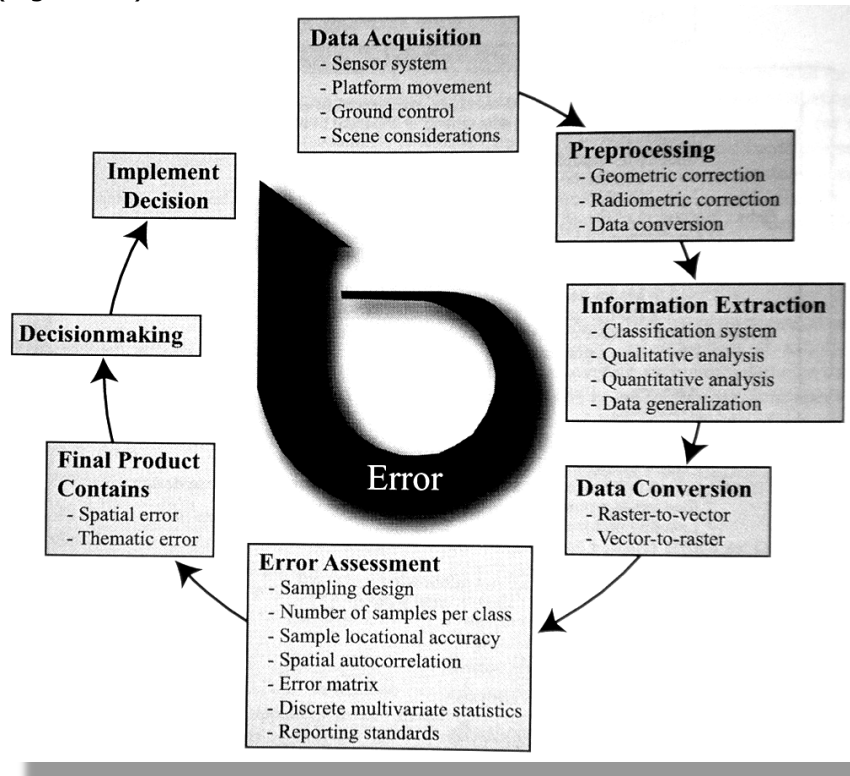 Data Acquisition
- Sensor system
- Platform movement
- Ground control
- Scene considerations
Preprocessing
- Geometric correction
- Radiometric correction
- Data conversion
Information Extraction
- Classification system
- Qualitative analysis
- Quantitative analysis
- Data generalization
Data Conversion
- Raster-to-vector
- Vector-to-raster
Error Assessment
- Sampling design
- Number of samples per class
- Sample locational accuracy
- Spatial autocorrelation
- Error matrix
- Discrete multivariate statistics
- Reporting standards
Final Product
Contains
- Spatial error
- Thematic error
Decisionmaking
Implement
Decision
Error